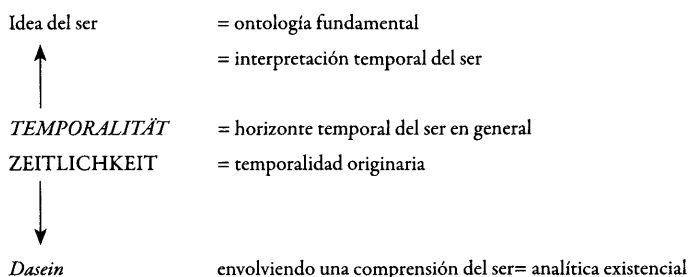 Idea del ser = ontología fundamental
= interpretación temporal del ser
TEMPORALITÄT = horizonte temporal del ser en general
ZEITLICHKEIT = temporalidad originaria
Dasein envolviendo una comprensión del ser= analítica existencial